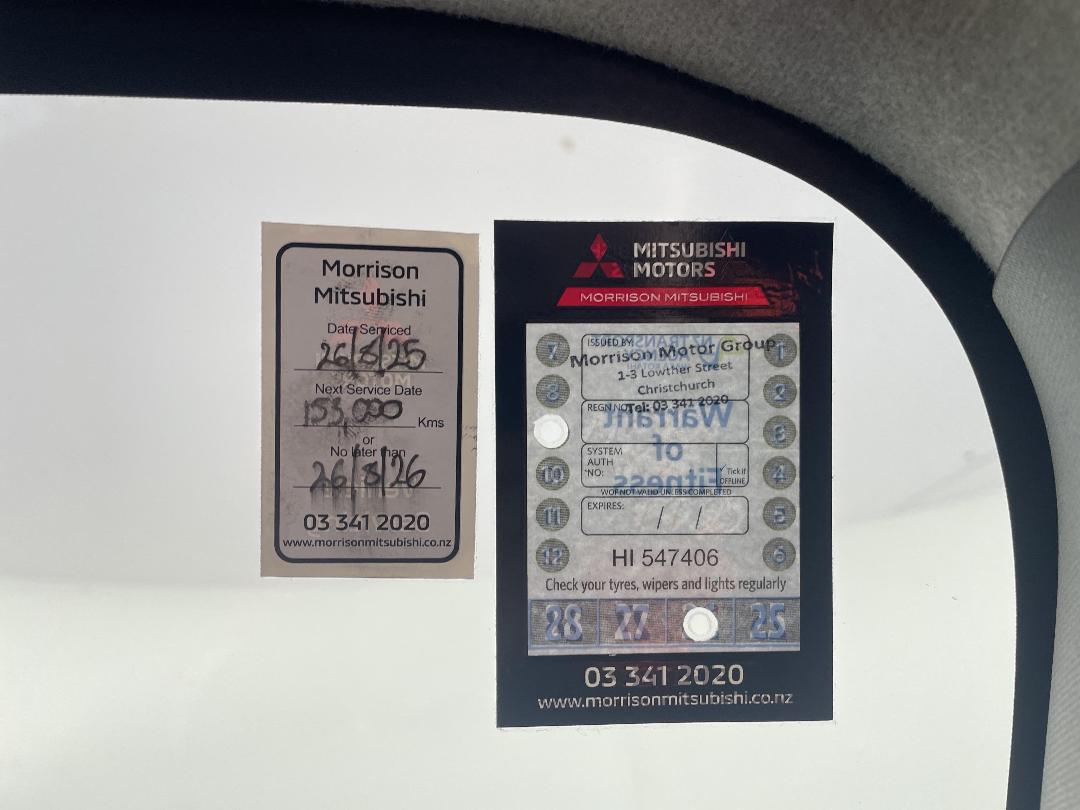 Morrison
Mitsubishi
Date Serviced
26/8/25
Next Service Date
153,000 Kms
or
No later than
26/8/26
03 341 2020
www.morrisonmitsubishi.co.nz
MITSUBISHI
MOTORS
MORRISON MITSUBISHI
ISSUED BY:
Morrison Motor Group
1-3 Lowther Street
Christchurch
Tel: 03 341 2020
REGN NO:
Warrant
of
Fitness
SYSTEM
AUTH
NO:
✓ Tick if
OFFLINE
WOF NOT VALID UNLESS COMPLETED
EXPIRES: / /
7 1
8 2
3
10 4
11 5
12 6
HI 547406
Check your tyres, wipers and lights regularly
28 27 25
03 341 2020
www.morrisonmitsubishi.co.nz